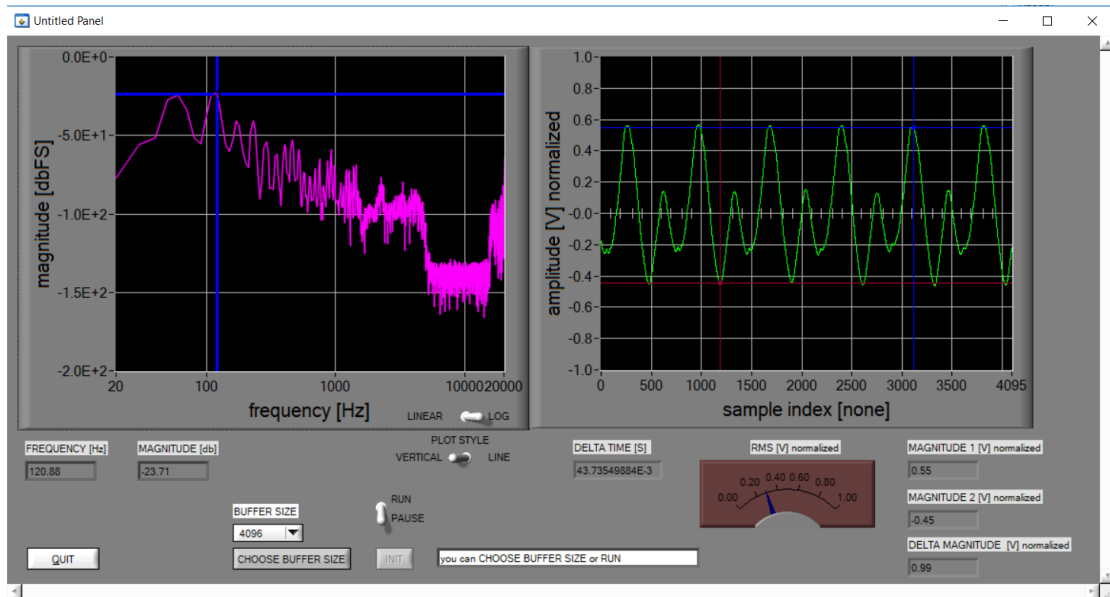 Untitled Panel
0.0E+0
-5.0E+1
-1.0E+2
-1.5E+2
-2.0E+2
magnitude [dbFS]
20 100 1000 10000 20000
frequency [Hz]
LINEAR LOG
1.0
0.8
0.6
0.4
0.2
-0.0
-0.2
-0.4
-0.6
-0.8
-1.0
amplitude [V] normalized
0 500 1000 1500 2000 2500 3000 3500 4095
sample index [none]
FREQUENCY [Hz]
120.88
MAGNITUDE [db]
-23.71
PLOT STYLE
VERTICAL LINE
DELTA TIME [S]
43.73549884E-3
RMS [V] normalized
0.00 0.20 0.40 0.60 0.80 1.00
MAGNITUDE 1 [V] normalized
0.55
MAGNITUDE 2 [V] normalized
-0.45
DELTA MAGNITUDE [V] normalized
0.99
RUN
PAUSE
BUFFER SIZE
4096
QUIT
CHOOSE BUFFER SIZE
INIT
you can CHOOSE BUFFER SIZE or RUN